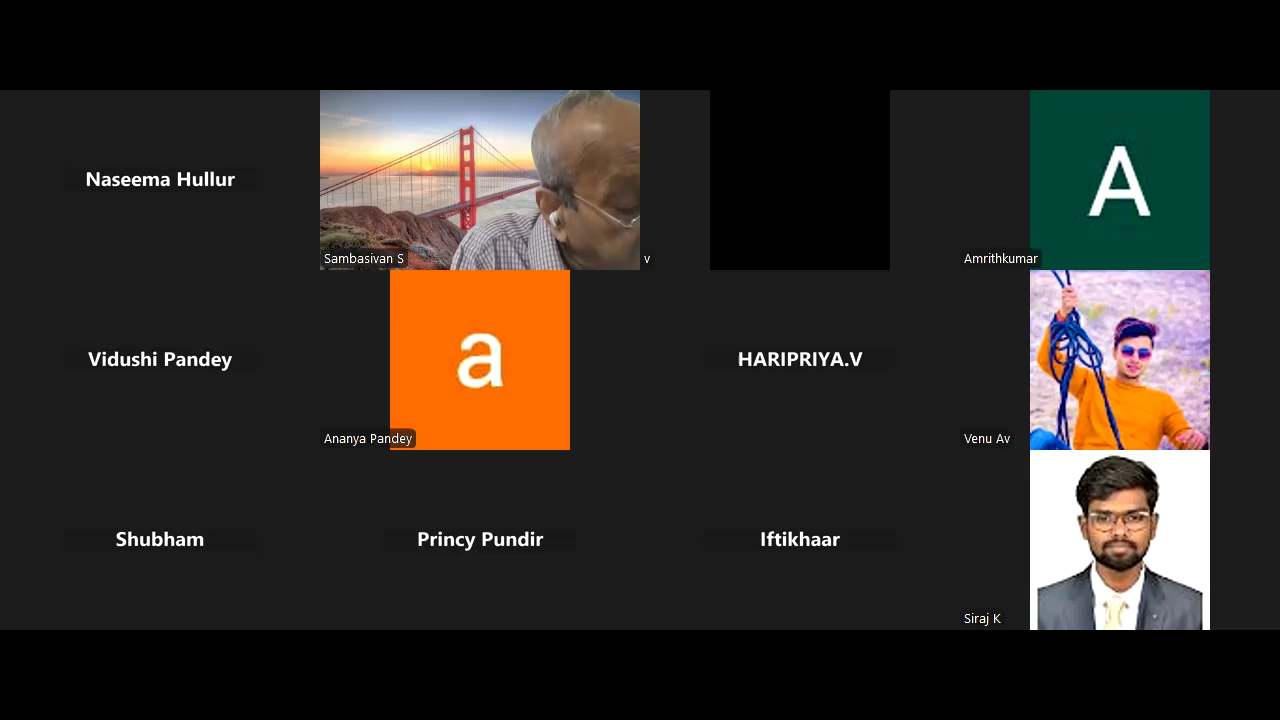 Naseema Hullur
Sambasivan S
v
A
Amrithkumar
Vidushi Pandey
a
Ananya Pandey
HARIPRIYA.V
Venu Av
Shubham
Princy Pundir
Iftikhaar
Siraj K